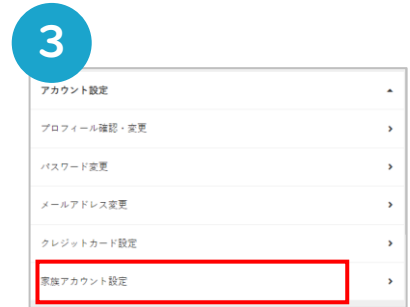 3
アカウント設定
プロフィール確認・変更
パスワード変更
メールアドレス変更
クレジットカード設定
家族アカウント設定